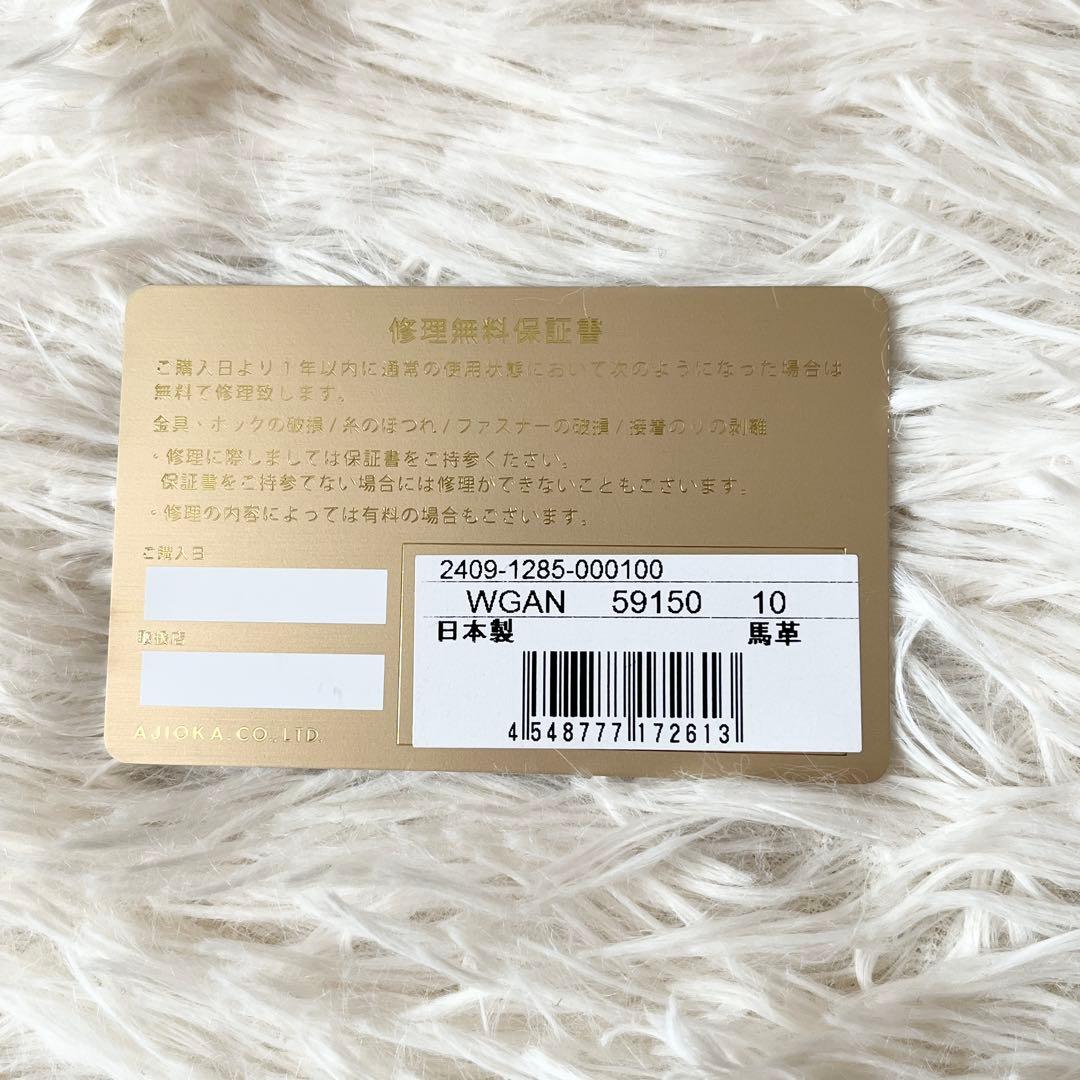 修理無料保証書
ご購入日より1年以内に通常の使用状態において次のようになった場合は
無料で修理致します。
金具・ホックの破損/糸のほつれ/ファスナーの破損/接着のりの剥離
・修理に際しましては保証書をご持参ください。
保証書をご持参でない場合には修理ができないこともございます。
・修理の内容によっては有料の場合もございます。
ご購入日
取扱店
AJIOKA.CO.,LTD.
2409-1285-000100
WGAN 59150 10
日本製 馬革
4 548777 172613